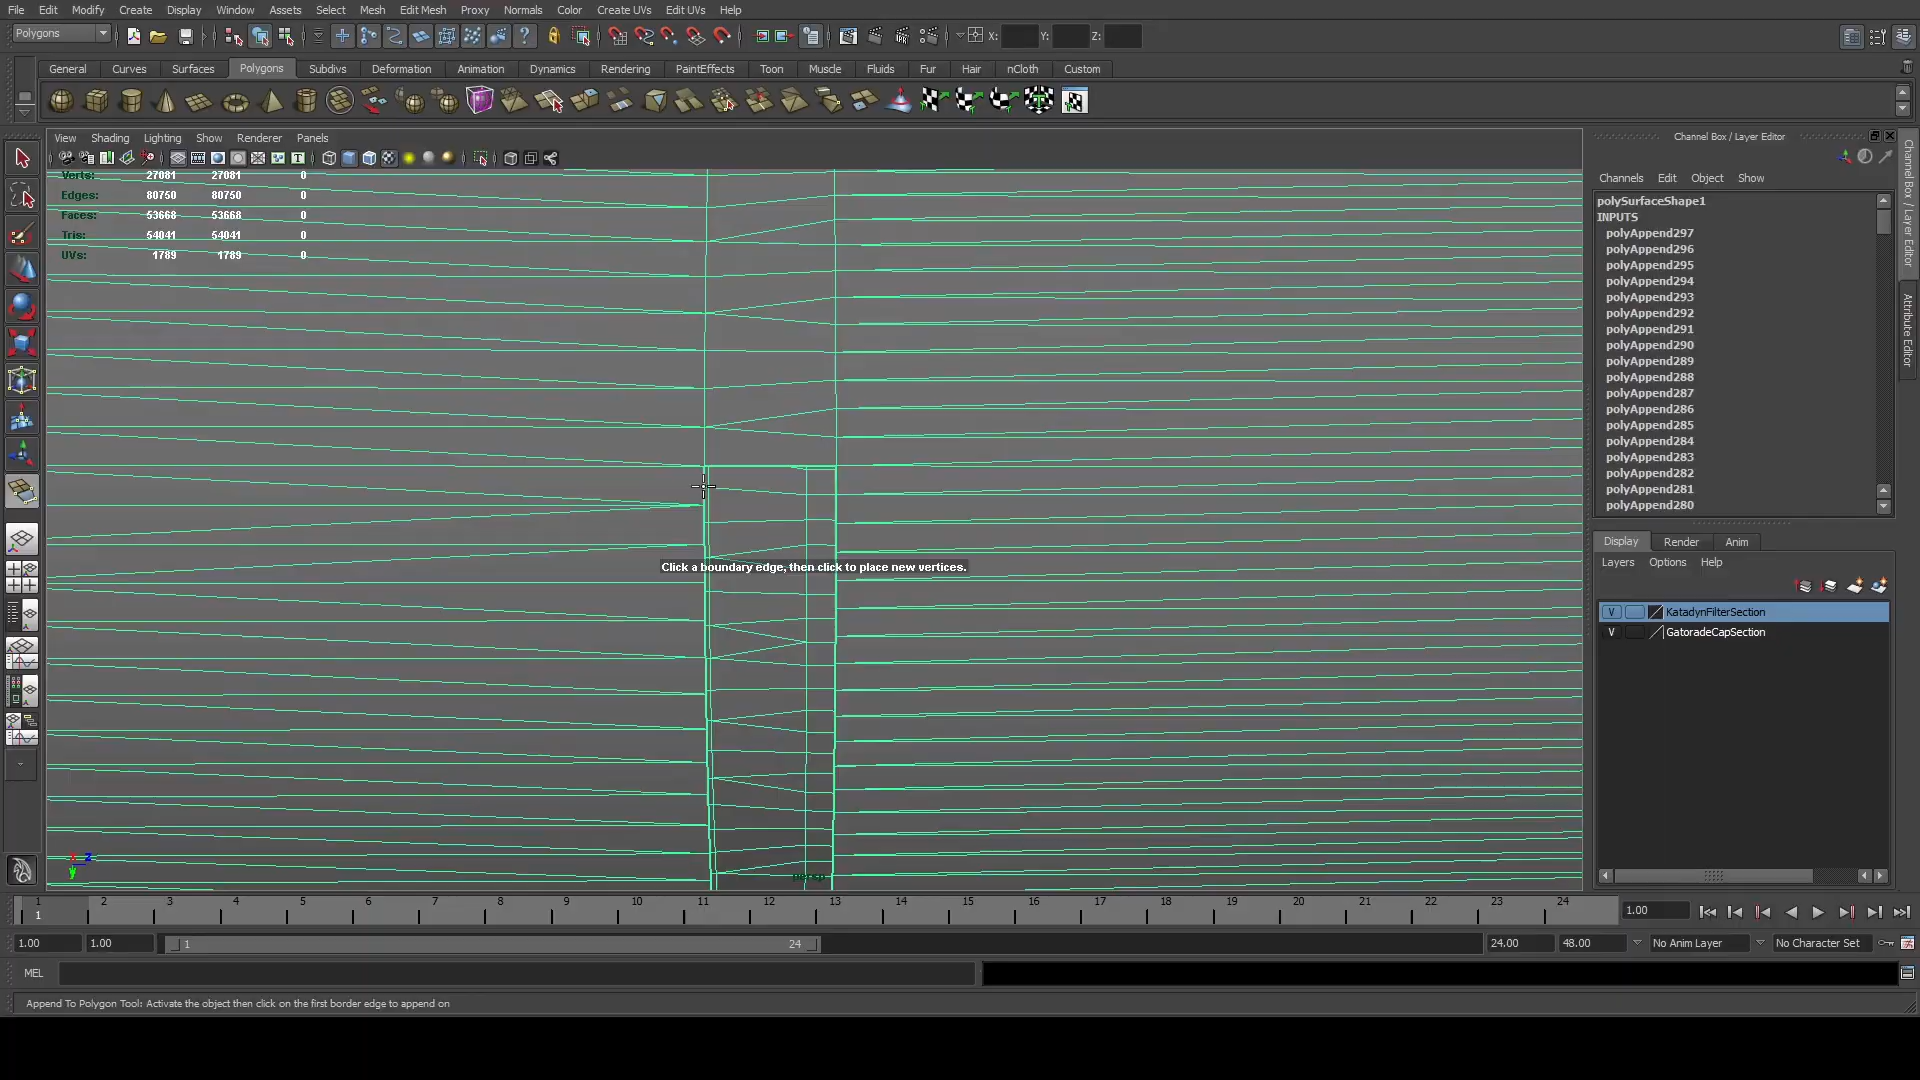 File Edit Modify Create Display Window Assets Select Mesh Edit Mesh Proxy Normals Color Create UVs Edit UVs Help
Polygons X: Y: Z:
General Curves Surfaces Polygons Subdivs Deformation Animation Dynamics Rendering PaintEffects Toon Muscle Fluids Fur Hair nCloth Custom
View Shading Lighting Show Renderer Panels
Verts: 27081 27081 0
Edges: 80750 80750 0
Faces: 53668 53668 0
Tris: 54041 54041 0
UVs: 1789 1789 0
Click a boundary edge, then click to place new vertices.
persp
z
y
Channel Box / Layer Editor
Channels Edit Object Show
polySurfaceShape1
INPUTS
polyAppend297
polyAppend296
polyAppend295
polyAppend294
polyAppend293
polyAppend292
polyAppend291
polyAppend290
polyAppend289
polyAppend288
polyAppend287
polyAppend286
polyAppend285
polyAppend284
polyAppend283
polyAppend282
polyAppend281
polyAppend280
Display Render Anim
Layers Options Help
V KatadynFilterSection
V GatoradeCapSection
Channel Box / Layer Editor
Attribute Editor
1 2 3 4 5 6 7 8 9 10 11 12 13 14 15 16 17 18 19 20 21 22 23 24
1
1.00
1.00 1.00 1 24 24.00 48.00 No Anim Layer No Character Set
MEL
Append To Polygon Tool: Activate the object then click on the first border edge to append on